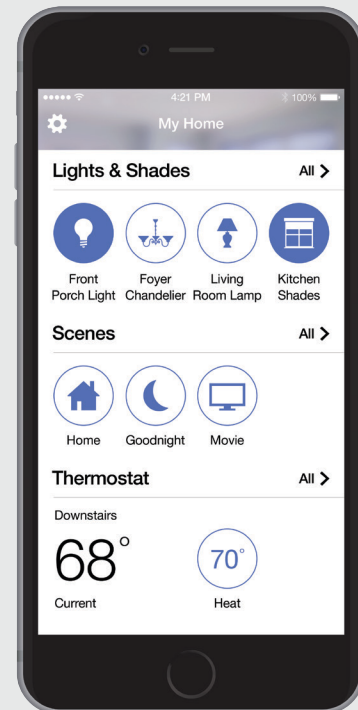 4:21 PM
100%
My Home
Lights & Shades
All >
Front
Porch Light
Foyer
Chandelier
Living
Room Lamp
Kitchen
Shades
Scenes
All >
Home
Goodnight
Movie
Thermostat
All >
Downstairs
68°
Current
70°
Heat